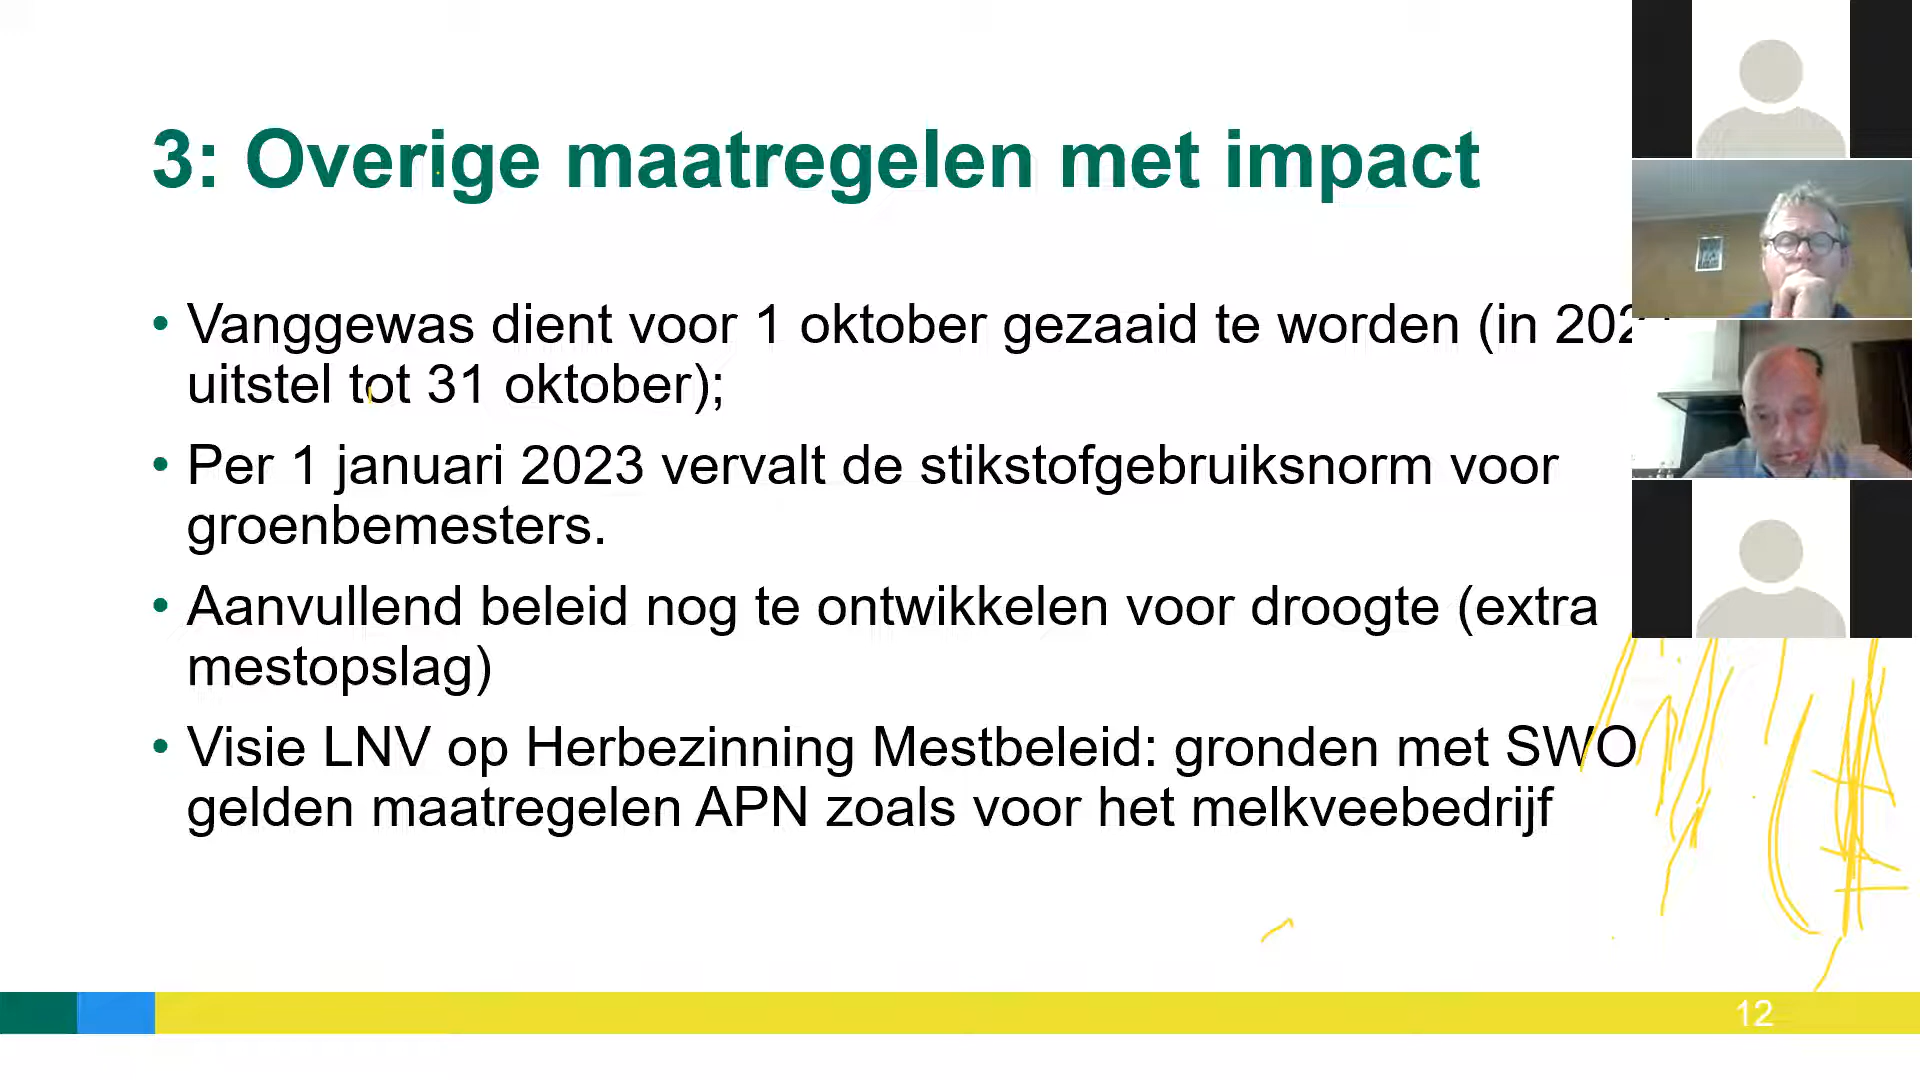 3: Overige maatregelen met impact
• Vanggewas dient voor 1 oktober gezaaid te worden (in
uitstel tot 31 oktober);
• Per 1 januari 2023 vervalt de stikstofgebruiksnorm voor
groenbemesters.
• Aanvullend beleid nog te ontwikkelen voor droogte (extra
mestopslag)
• Visie LNV op Herbezinning Mestbeleid: gronden met SWO
gelden maatregelen APN zoals voor het melkveebedrijf
12